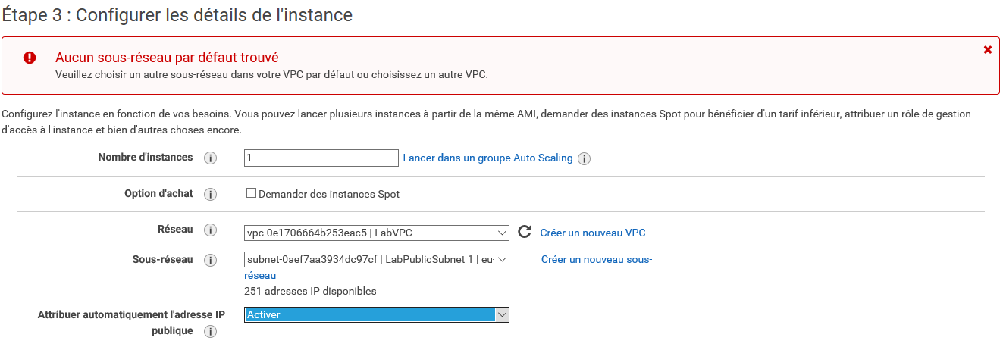 Étape 3 : Configurer les détails de l'instance
Aucun sous-réseau par défaut trouvé
Veuillez choisir un autre sous-réseau dans votre VPC par défaut ou choisissez un autre VPC.
Configurez l'instance en fonction de vos besoins. Vous pouvez lancer plusieurs instances à partir de la même AMI, demander des instances Spot pour bénéficier d'un tarif inférieur, attribuer un rôle de gestion
d'accès à l'instance et bien d'autres choses encore.
Nombre d'instances i 1 Lancer dans un groupe Auto Scaling i
Option d'achat i Demander des instances Spot
Réseau i vpc-0e1706664b253eac5 | LabVPC Créer un nouveau VPC
Sous-réseau i subnet-0aef7aa3934dc97cf | LabPublicSubnet 1 | eu- Créer un nouveau sous-
réseau
251 adresses IP disponibles
Attribuer automatiquement l'adresse IP Activer
publique i